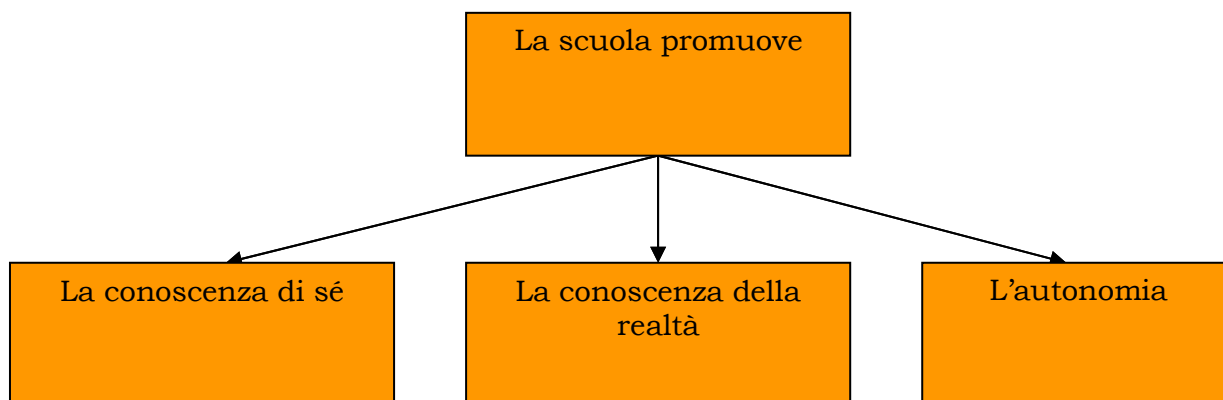 La scuola promuove
La conoscenza di sé
La conoscenza della
realtà
L’autonomia